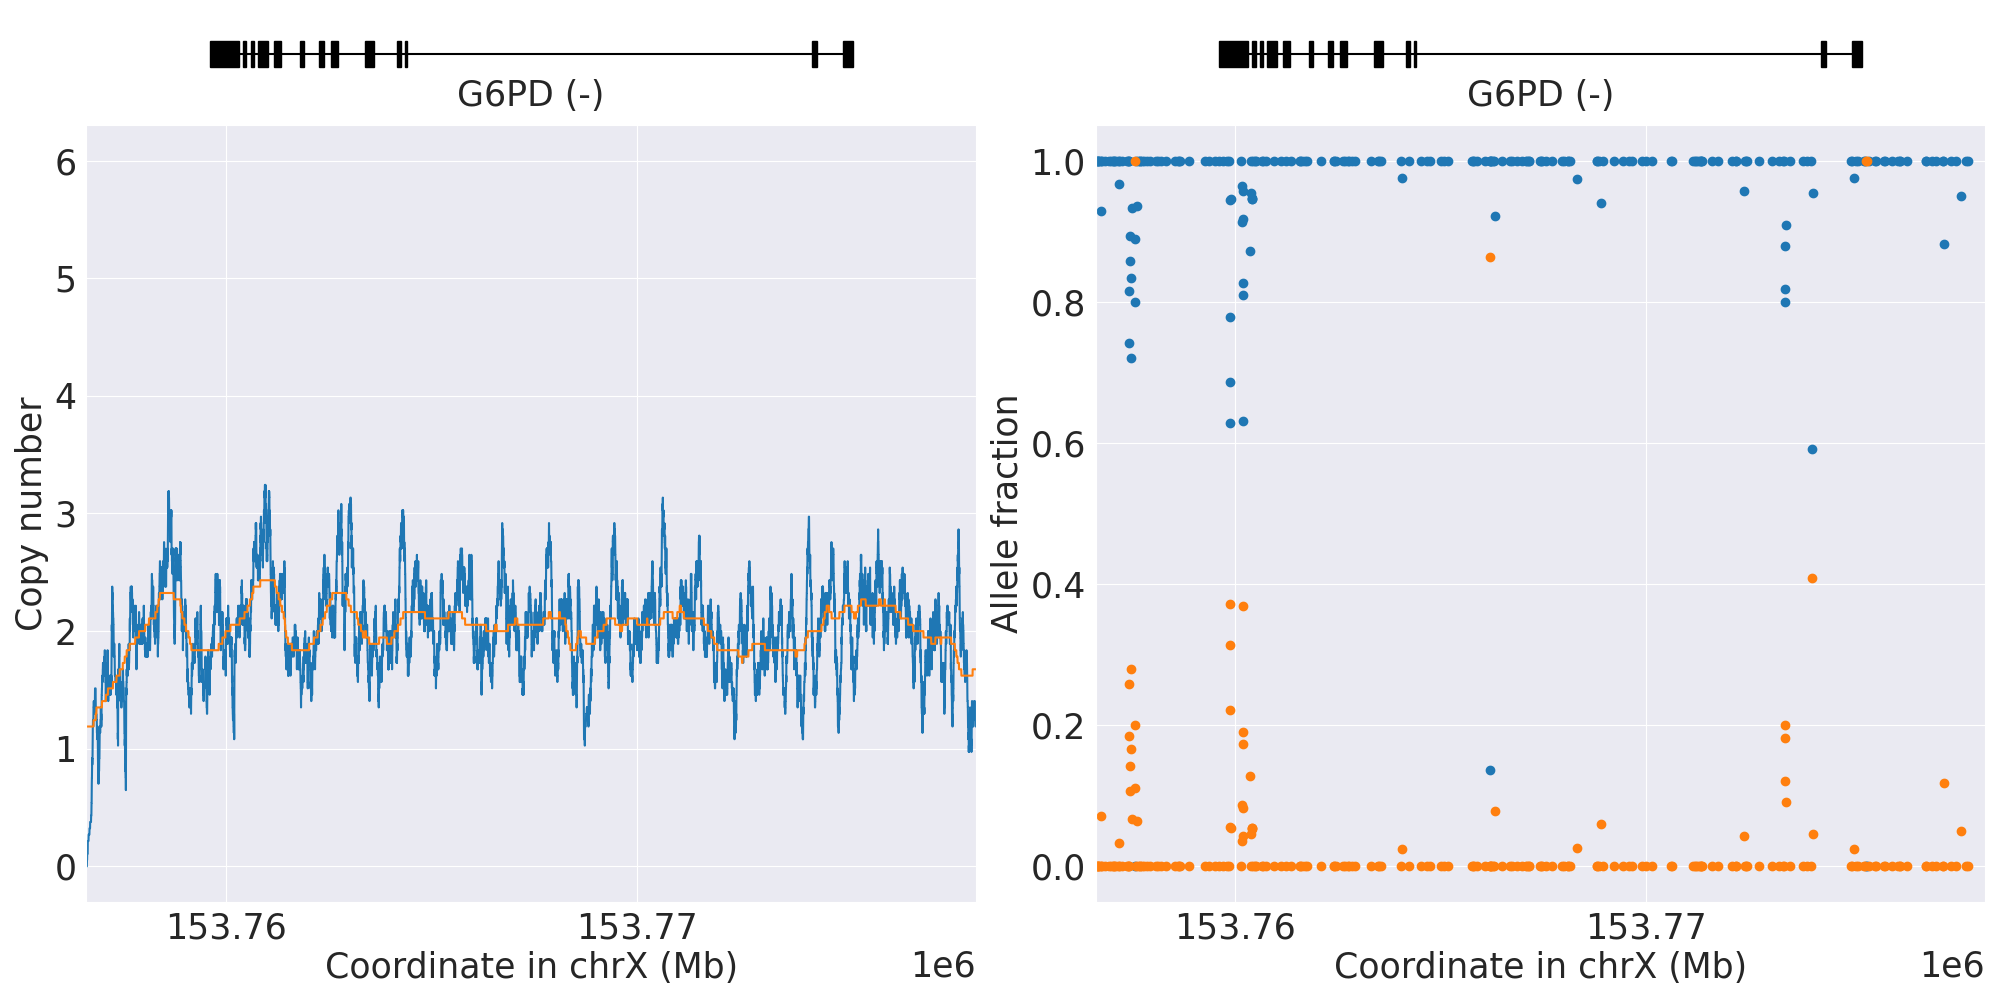 G6PD (-)
6
5
4
3
2
1
0
Copy number
153.76
153.77
Coordinate in chrX (Mb)
1e6
G6PD (-)
1.0
0.8
0.6
0.4
0.2
0.0
Allele fraction
153.76
153.77
Coordinate in chrX (Mb)
1e6